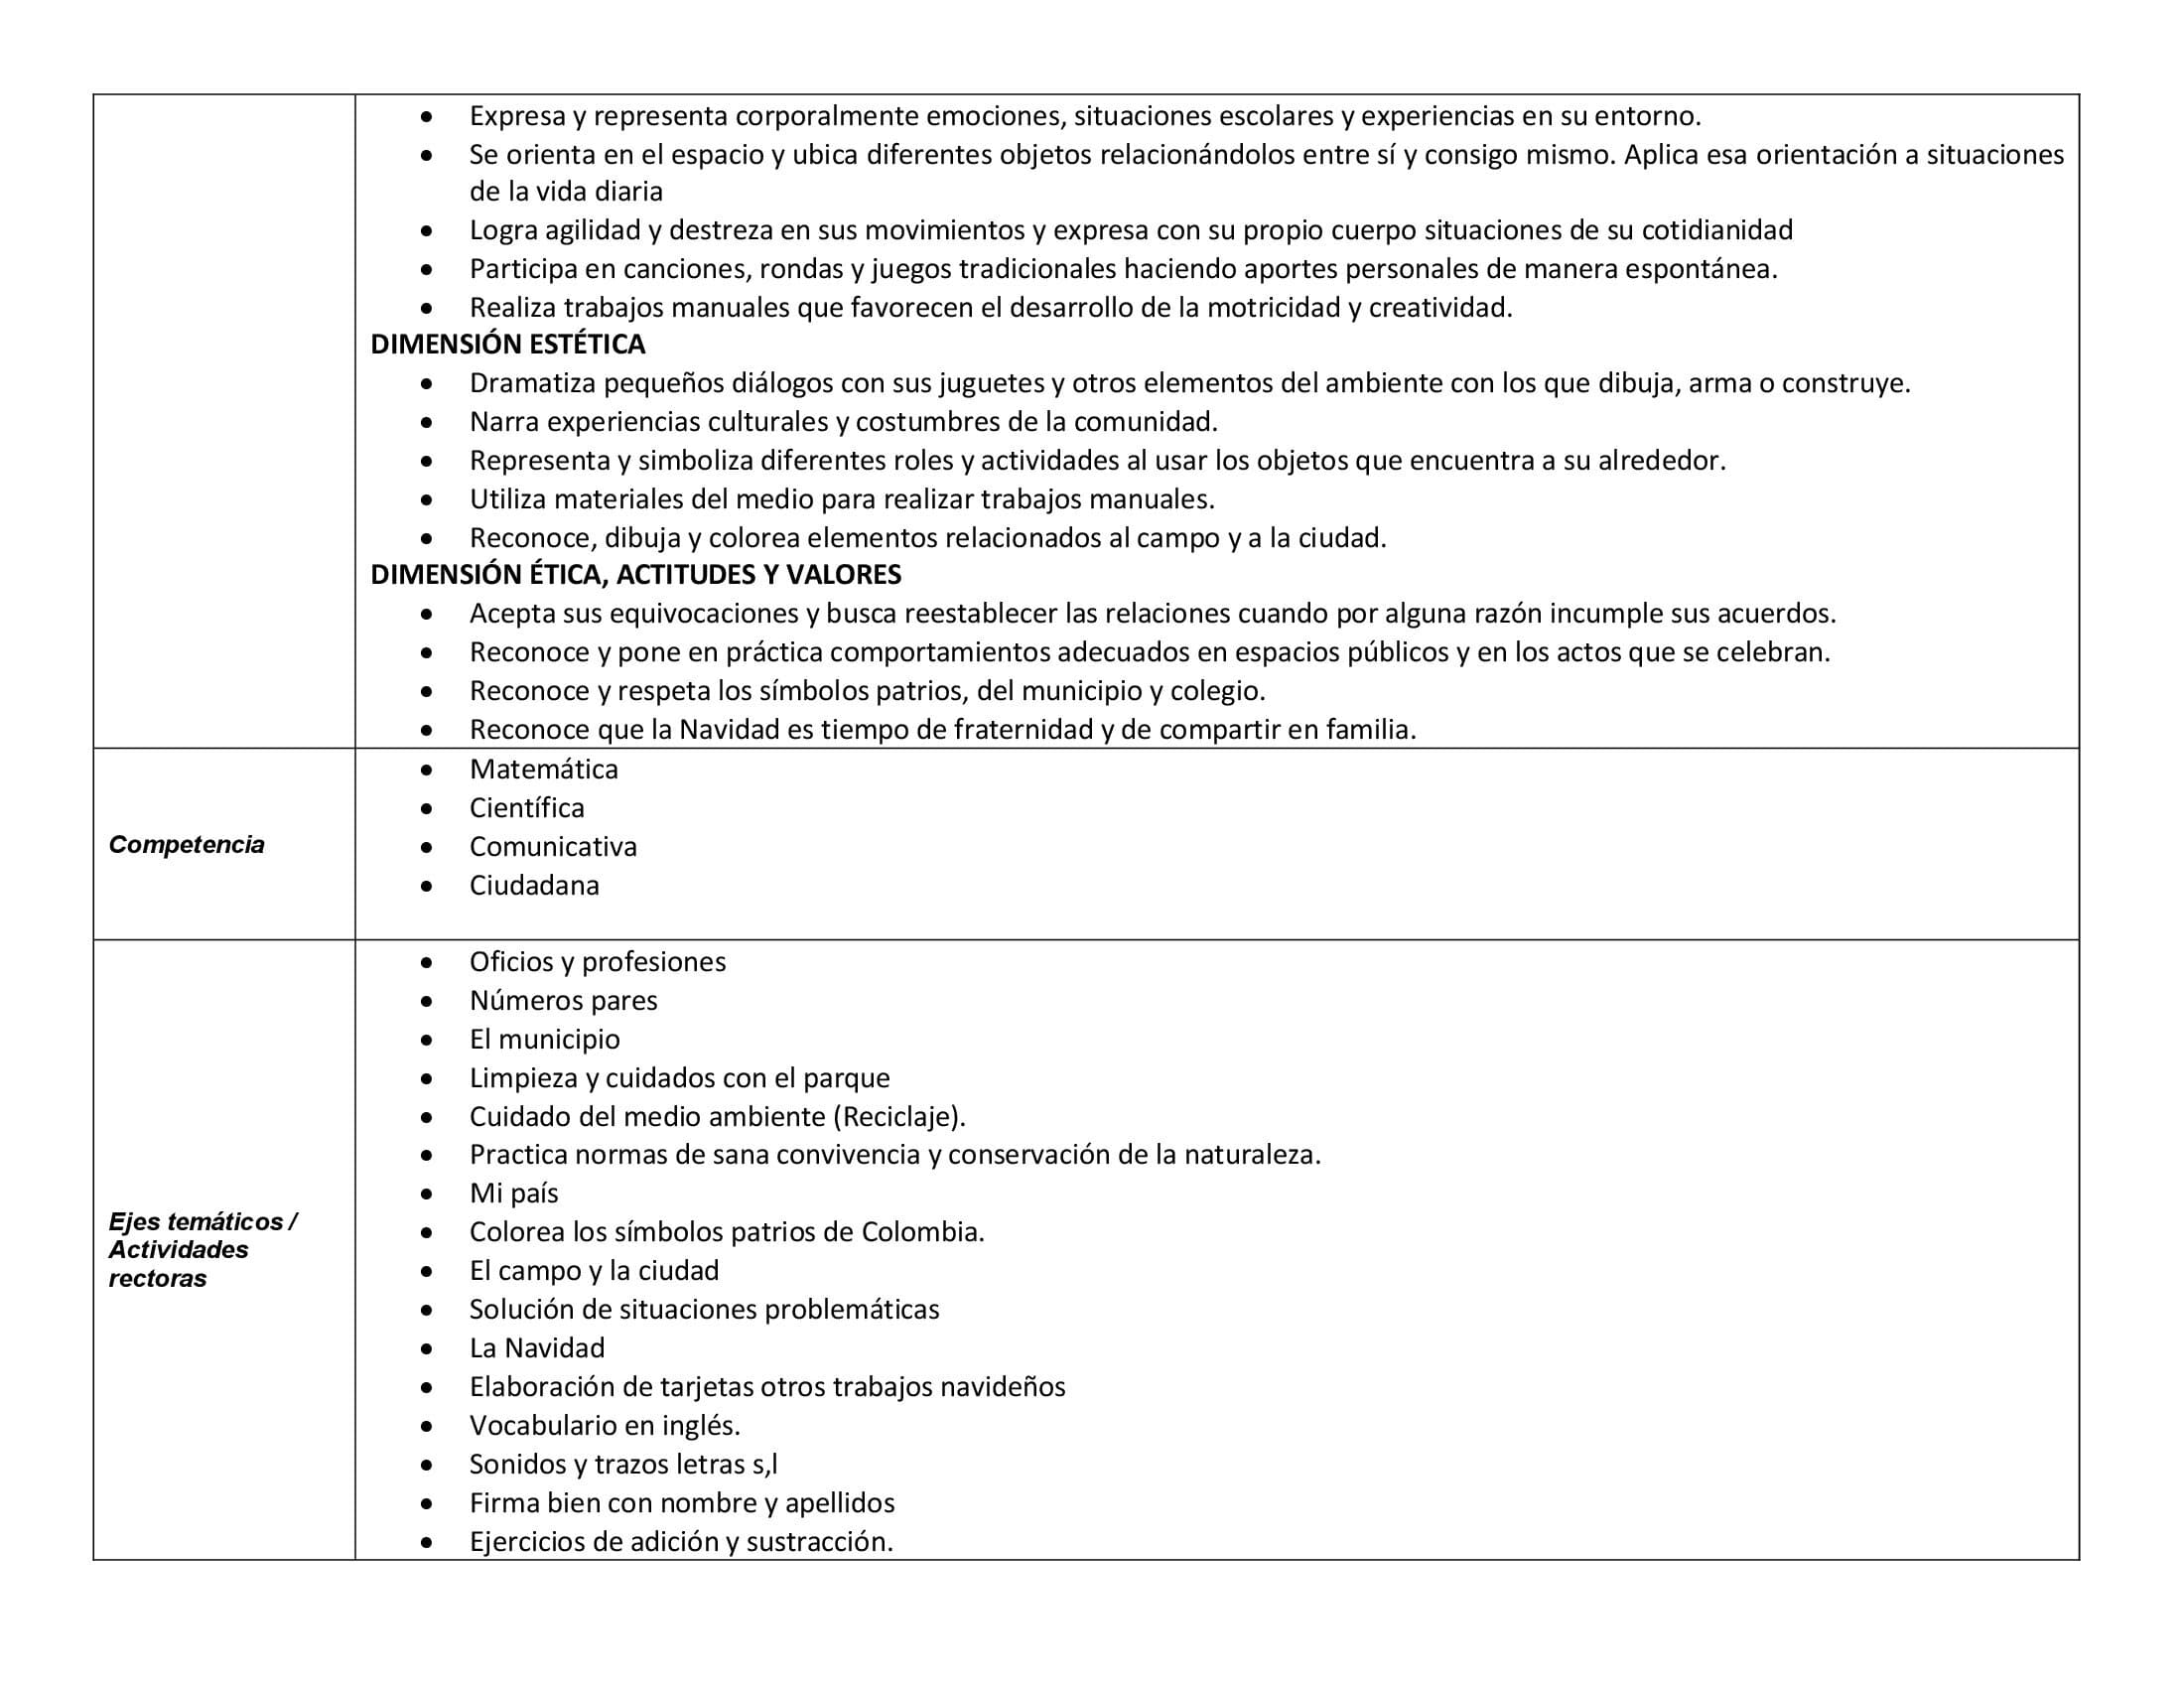 • Expresa y representa corporalmente emociones, situaciones escolares y experiencias en su entorno.
• Se orienta en el espacio y ubica diferentes objetos relacionándolos entre sí y consigo mismo. Aplica esa orientación a situaciones
de la vida diaria
• Logra agilidad y destreza en sus movimientos y expresa con su propio cuerpo situaciones de su cotidianidad
• Participa en canciones, rondas y juegos tradicionales haciendo aportes personales de manera espontánea.
• Realiza trabajos manuales que favorecen el desarrollo de la motricidad y creatividad.
DIMENSIÓN ESTÉTICA
• Dramatiza pequeños diálogos con sus juguetes y otros elementos del ambiente con los que dibuja, arma o construye.
• Narra experiencias culturales y costumbres de la comunidad.
• Representa y simboliza diferentes roles y actividades al usar los objetos que encuentra a su alrededor.
• Utiliza materiales del medio para realizar trabajos manuales.
• Reconoce, dibuja y colorea elementos relacionados al campo y a la ciudad.
DIMENSIÓN ÉTICA, ACTITUDES Y VALORES
• Acepta sus equivocaciones y busca reestablecer las relaciones cuando por alguna razón incumple sus acuerdos.
• Reconoce y pone en práctica comportamientos adecuados en espacios públicos y en los actos que se celebran.
• Reconoce y respeta los símbolos patrios, del municipio y colegio.
• Reconoce que la Navidad es tiempo de fraternidad y de compartir en familia.
Competencia
• Matemática
• Científica
• Comunicativa
• Ciudadana
Ejes temáticos /
Actividades
rectoras
• Oficios y profesiones
• Números pares
• El municipio
• Limpieza y cuidados con el parque
• Cuidado del medio ambiente (Reciclaje).
• Practica normas de sana convivencia y conservación de la naturaleza.
• Mi país
• Colorea los símbolos patrios de Colombia.
• El campo y la ciudad
• Solución de situaciones problemáticas
• La Navidad
• Elaboración de tarjetas otros trabajos navideños
• Vocabulario en inglés.
• Sonidos y trazos letras s,l
• Firma bien con nombre y apellidos
• Ejercicios de adición y sustracción.